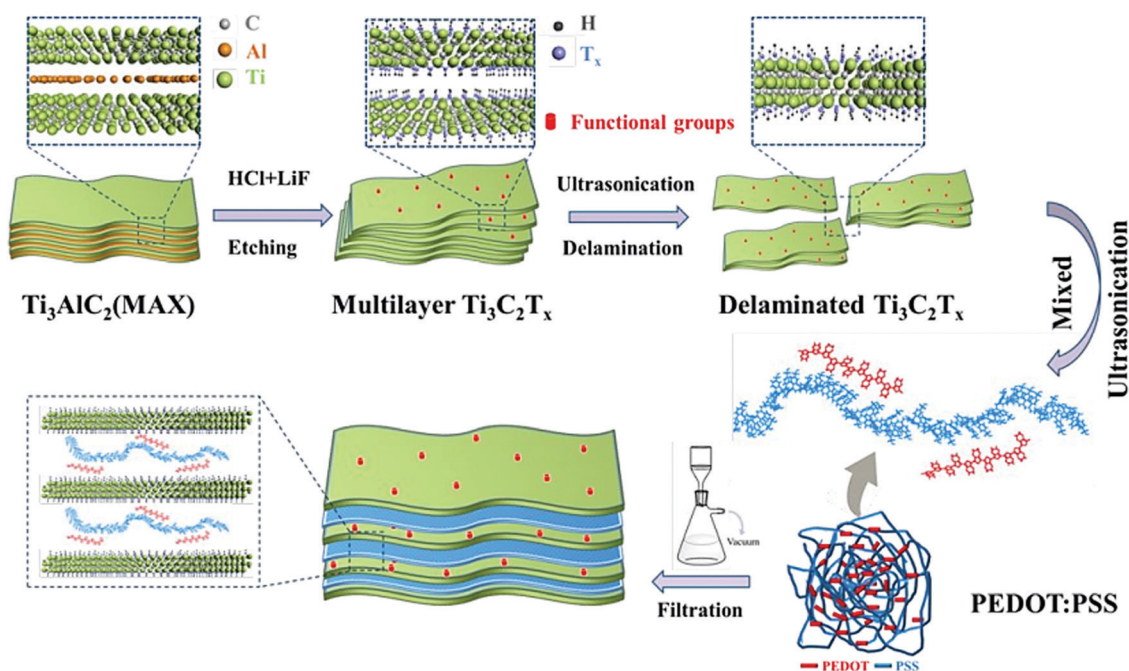 C
Al
Ti
H
Tₓ
Functional groups
HCl+LiF
Etching
Ultrasonication
Delamination
Ti₃AlC₂(MAX)
Multilayer Ti₃C₂Tₓ
Delaminated Ti₃C₂Tₓ
Mixed
Ultrasonication
Vacuum
Filtration
PEDOT:PSS
PEDOT
PSS